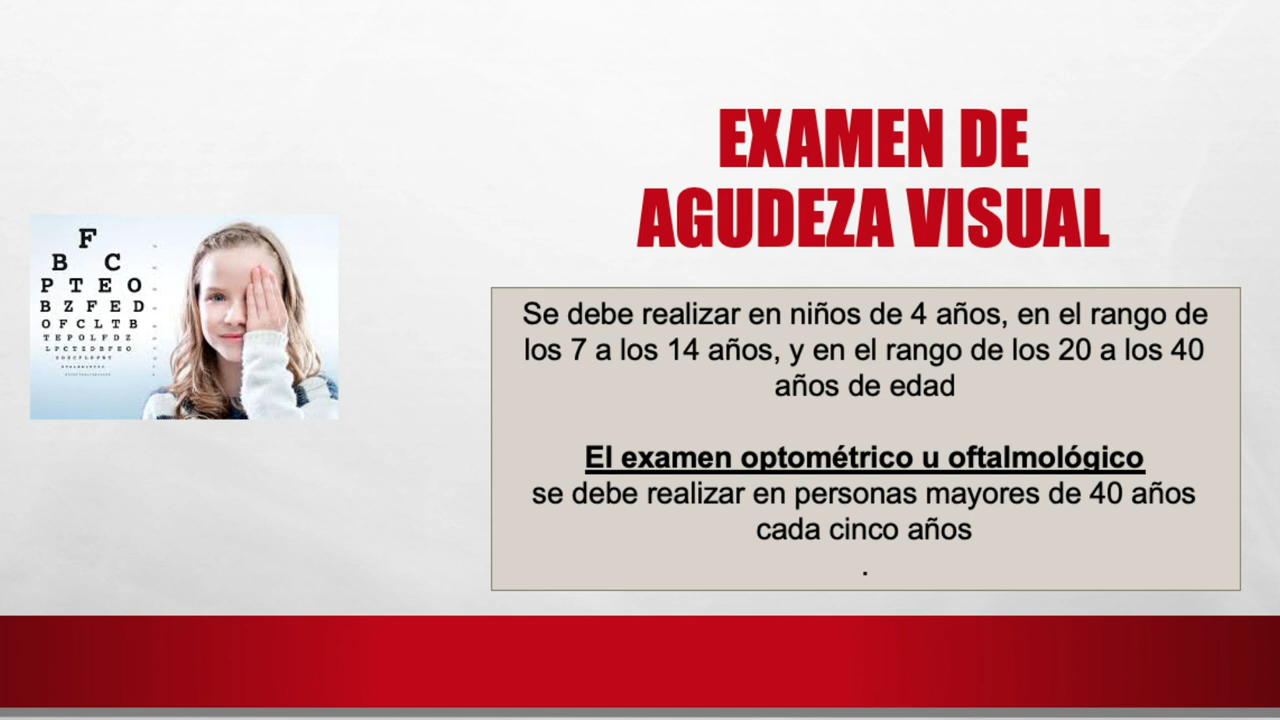 EXAMEN DE
AGUDEZA VISUAL
F
B C
P T E O
B Z F E D
O F C L T B
T E P O L F D Z
L P C T Z D B F E O
Se debe realizar en niños de 4 años, en el rango de
los 7 a los 14 años, y en el rango de los 20 a los 40
años de edad
El examen optométrico u oftalmológico
se debe realizar en personas mayores de 40 años
cada cinco años
.